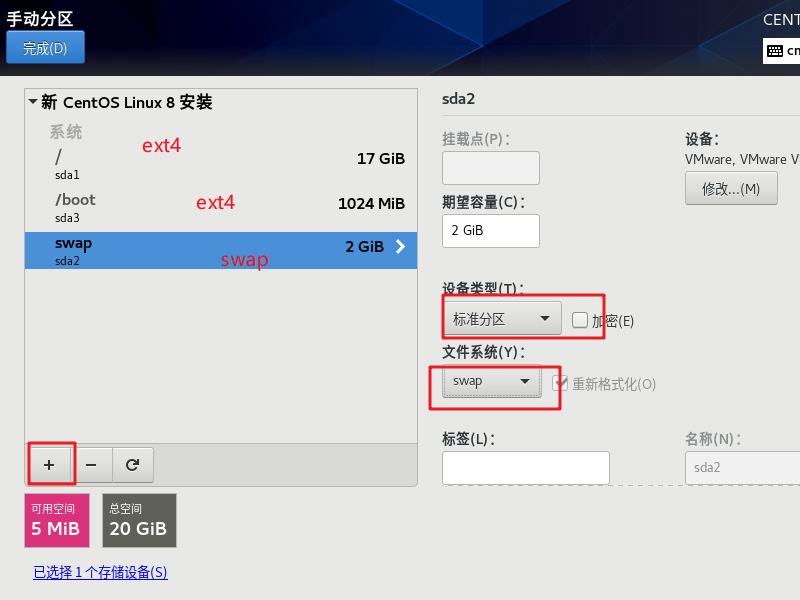 手动分区
CENT
完成(D)
cn
新 CentOS Linux 8 安装
系统
/
ext4
17 GiB
sda1
/boot
ext4
1024 MiB
sda3
swap
2 GiB
sda2
swap
+ −
可用空间
5 MiB
总空间
20 GiB
已选择 1 个存储设备(S)
sda2
挂载点(P):
设备:
VMware, VMware V
修改...(M)
期望容量(C):
2 GiB
设备类型(T):
标准分区
加密(E)
文件系统(Y):
swap
重新格式化(O)
标签(L):
名称(N):
sda2